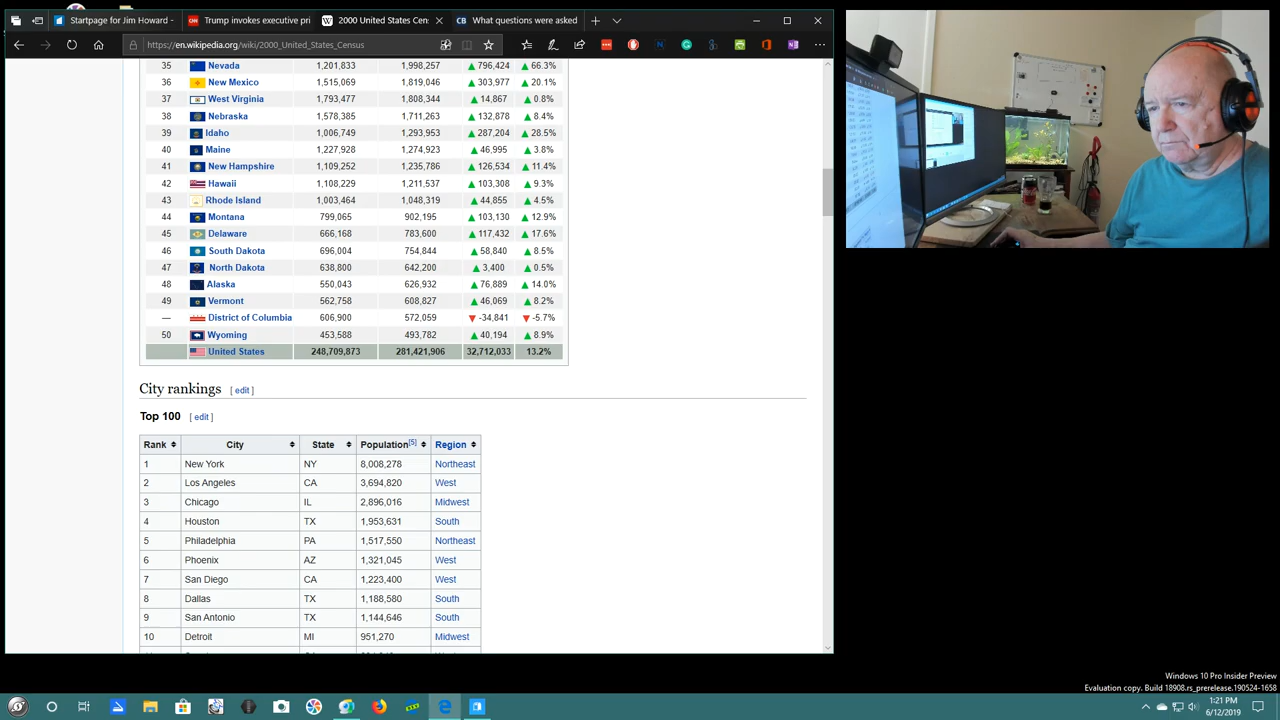 Startpage for Jim Howard -
Trump invokes executive pri
2000 United States Cens
What questions were asked
https://en.wikipedia.org/wiki/2000_United_States_Census
35 Nevada 1,201,833 1,998,257 ▲ 796,424 ▲ 66.3%
36 New Mexico 1,515,069 1,819,046 ▲ 303,977 ▲ 20.1%
37 West Virginia 1,793,477 1,808,344 ▲ 14,867 ▲ 0.8%
38 Nebraska 1,578,385 1,711,263 ▲ 132,878 ▲ 8.4%
39 Idaho 1,006,749 1,293,953 ▲ 287,204 ▲ 28.5%
40 Maine 1,227,928 1,274,923 ▲ 46,995 ▲ 3.8%
41 New Hampshire 1,109,252 1,235,786 ▲ 126,534 ▲ 11.4%
42 Hawaii 1,108,229 1,211,537 ▲ 103,308 ▲ 9.3%
43 Rhode Island 1,003,464 1,048,319 ▲ 44,855 ▲ 4.5%
44 Montana 799,065 902,195 ▲ 103,130 ▲ 12.9%
45 Delaware 666,168 783,600 ▲ 117,432 ▲ 17.6%
46 South Dakota 696,004 754,844 ▲ 58,840 ▲ 8.5%
47 North Dakota 638,800 642,200 ▲ 3,400 ▲ 0.5%
48 Alaska 550,043 626,932 ▲ 76,889 ▲ 14.0%
49 Vermont 562,758 608,827 ▲ 46,069 ▲ 8.2%
— District of Columbia 606,900 572,059 ▼ -34,841 ▼ -5.7%
50 Wyoming 453,588 493,782 ▲ 40,194 ▲ 8.9%
United States 248,709,873 281,421,906 32,712,033 13.2%
City rankings [ edit ]
Top 100 [ edit ]
Rank City State Population[5] Region
1 New York NY 8,008,278 Northeast
2 Los Angeles CA 3,694,820 West
3 Chicago IL 2,896,016 Midwest
4 Houston TX 1,953,631 South
5 Philadelphia PA 1,517,550 Northeast
6 Phoenix AZ 1,321,045 West
7 San Diego CA 1,223,400 West
8 Dallas TX 1,188,580 South
9 San Antonio TX 1,144,646 South
10 Detroit MI 951,270 Midwest
Windows 10 Pro Insider Preview
Evaluation copy. Build 18908.rs_prerelease.190524-1658
1:21 PM
6/12/2019